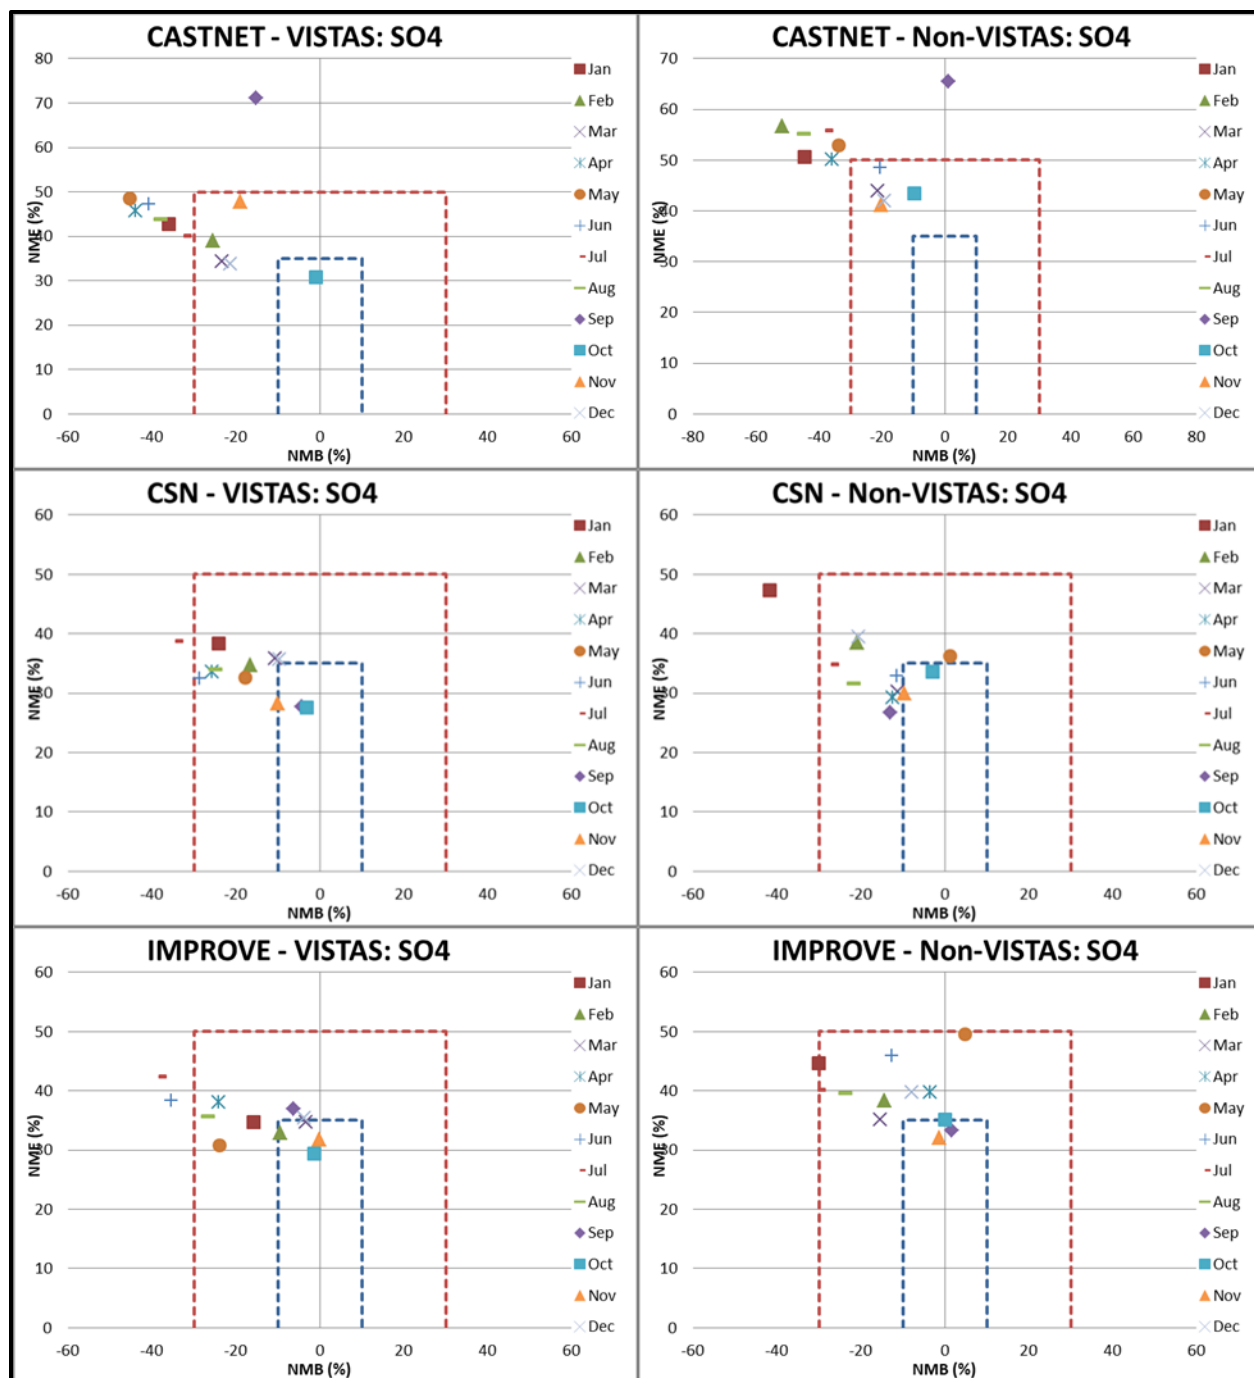 CASTNET - VISTAS: SO4
80
70
60
50
40
30
20
10
0
NME (%)
-60 -40 -20 0 20 40 60
NMB (%)
Jan
Feb
Mar
Apr
May
Jun
Jul
Aug
Sep
Oct
Nov
Dec
CASTNET - Non-VISTAS: SO4
70
60
50
40
30
20
10
0
NME (%)
-80 -60 -40 -20 0 20 40 60 80
NMB (%)
Jan
Feb
Mar
Apr
May
Jun
Jul
Aug
Sep
Oct
Nov
Dec
CSN - VISTAS: SO4
60
50
40
30
20
10
0
NME (%)
-60 -40 -20 0 20 40 60
NMB (%)
Jan
Feb
Mar
Apr
May
Jun
Jul
Aug
Sep
Oct
Nov
Dec
CSN - Non-VISTAS: SO4
60
50
40
30
20
10
0
NME (%)
-60 -40 -20 0 20 40 60
NMB (%)
Jan
Feb
Mar
Apr
May
Jun
Jul
Aug
Sep
Oct
Nov
Dec
IMPROVE - VISTAS: SO4
60
50
40
30
20
10
0
NME (%)
-60 -40 -20 0 20 40 60
NMB (%)
Jan
Feb
Mar
Apr
May
Jun
Jul
Aug
Sep
Oct
Nov
Dec
IMPROVE - Non-VISTAS: SO4
60
50
40
30
20
10
0
NME (%)
-60 -40 -20 0 20 40 60
NMB (%)
Jan
Feb
Mar
Apr
May
Jun
Jul
Aug
Sep
Oct
Nov
Dec